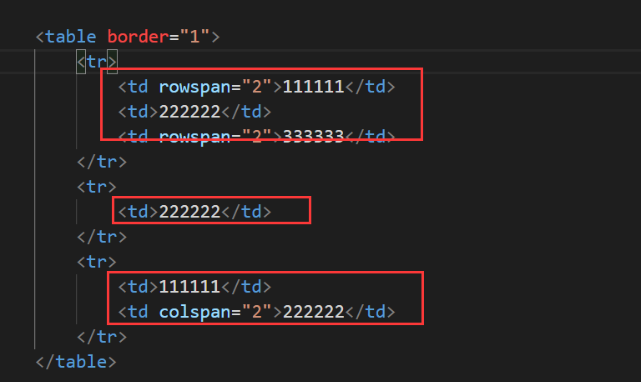 <table border="1">
<tr>
<td rowspan="2">111111</td>
<td>222222</td>
<td rowspan="2">333333</td>
</tr>
<tr>
<td>222222</td>
</tr>
<tr>
<td>111111</td>
<td colspan="2">222222</td>
</tr>
</table>